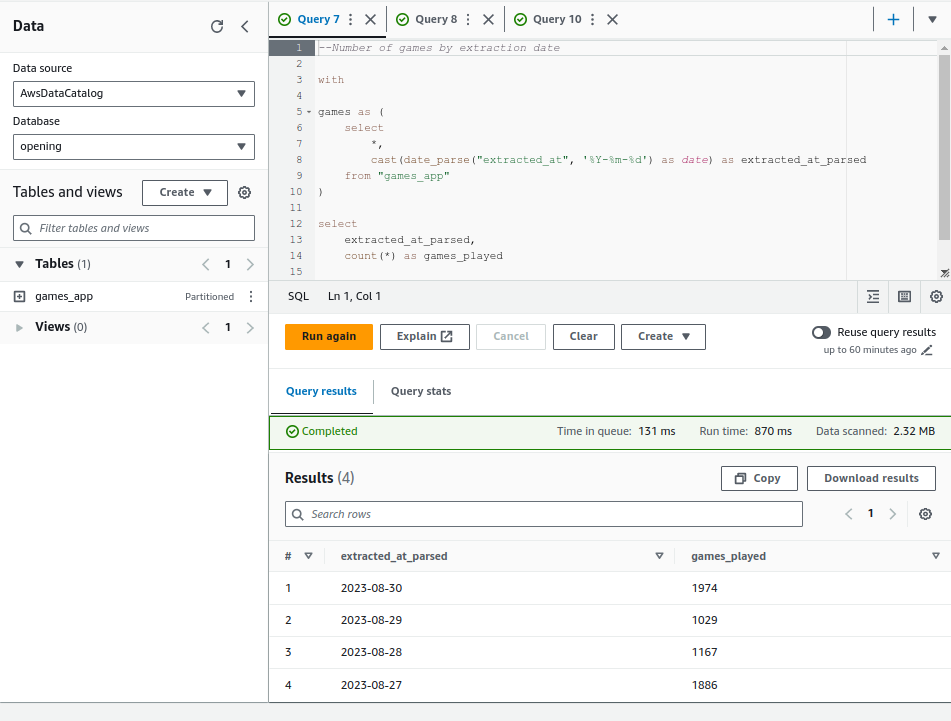 Data
Data source
AwsDataCatalog
Database
opening
Tables and views
Create
Filter tables and views
Tables (1)
1
games_app
Partitioned
Views (0)
1
Query 7
Query 8
Query 10
1 --Number of games by extraction date
2
3 with
4
5 games as (
6 select
7 *,
8 cast(date_parse("extracted_at", '%Y-%m-%d') as date) as extracted_at_parsed
9 from "games_app"
10 )
11
12 select
13 extracted_at_parsed,
14 count(*) as games_played
15
SQL Ln 1, Col 1
Run again
Explain
Cancel
Clear
Create
Reuse query results
up to 60 minutes ago
Query results
Query stats
Completed
Time in queue: 131 ms
Run time: 870 ms
Data scanned: 2.32 MB
Results (4)
Copy
Download results
Search rows
1
# extracted_at_parsed games_played
1 2023-08-30 1974
2 2023-08-29 1029
3 2023-08-28 1167
4 2023-08-27 1886